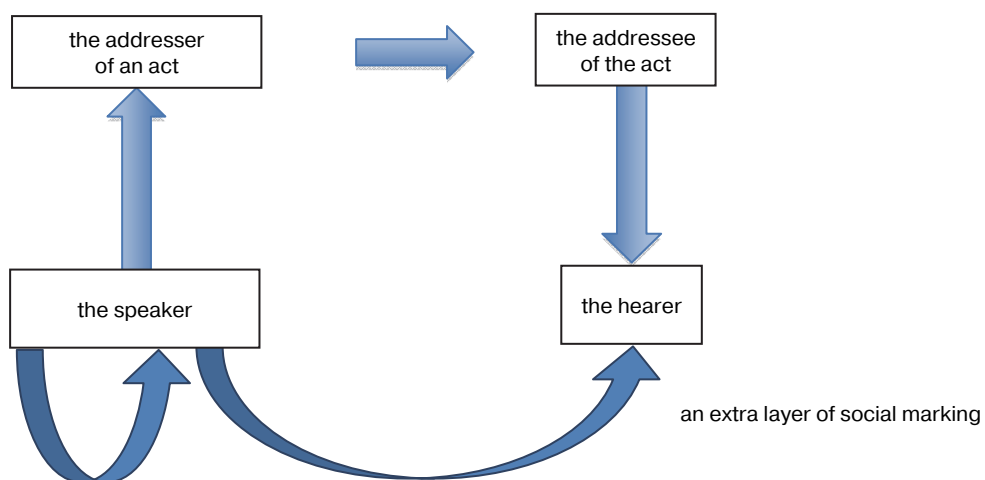 the addresser
of an act
the addressee
of the act
the speaker
the hearer
an extra layer of social marking